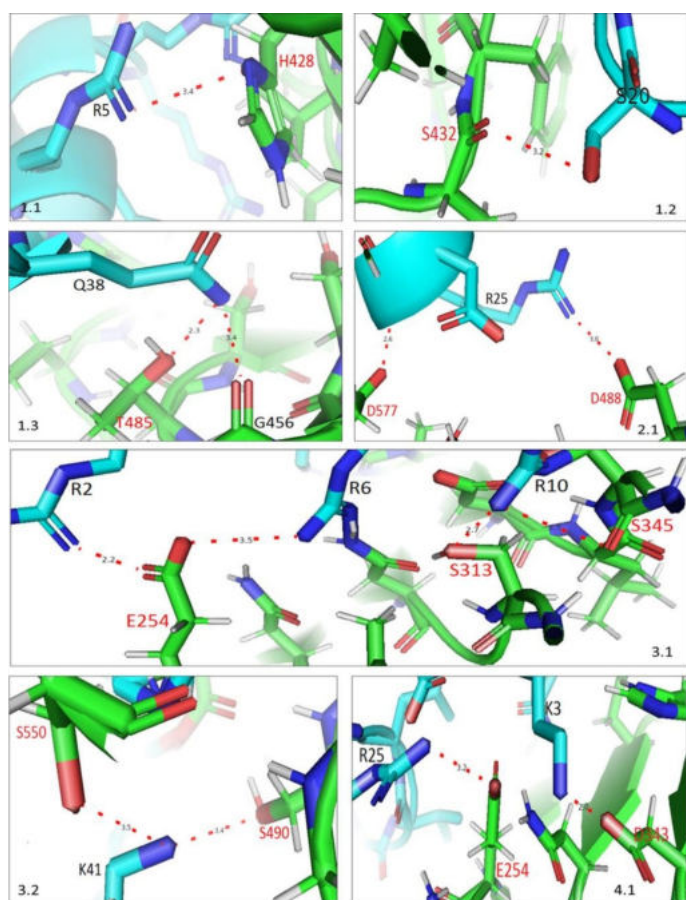 H428
3.4
R5
1.1
S20
S432
3.2
1.2
Q38
2.3
3.4
T485
G456
1.3
R25
2.6
D577
D488
2.1
R2
R6
R10
2.2
3.5
2.7
S345
S313
E254
3.1
S550
3.5
3.4
S490
K41
3.2
K3
R25
3.2
E254
4.1